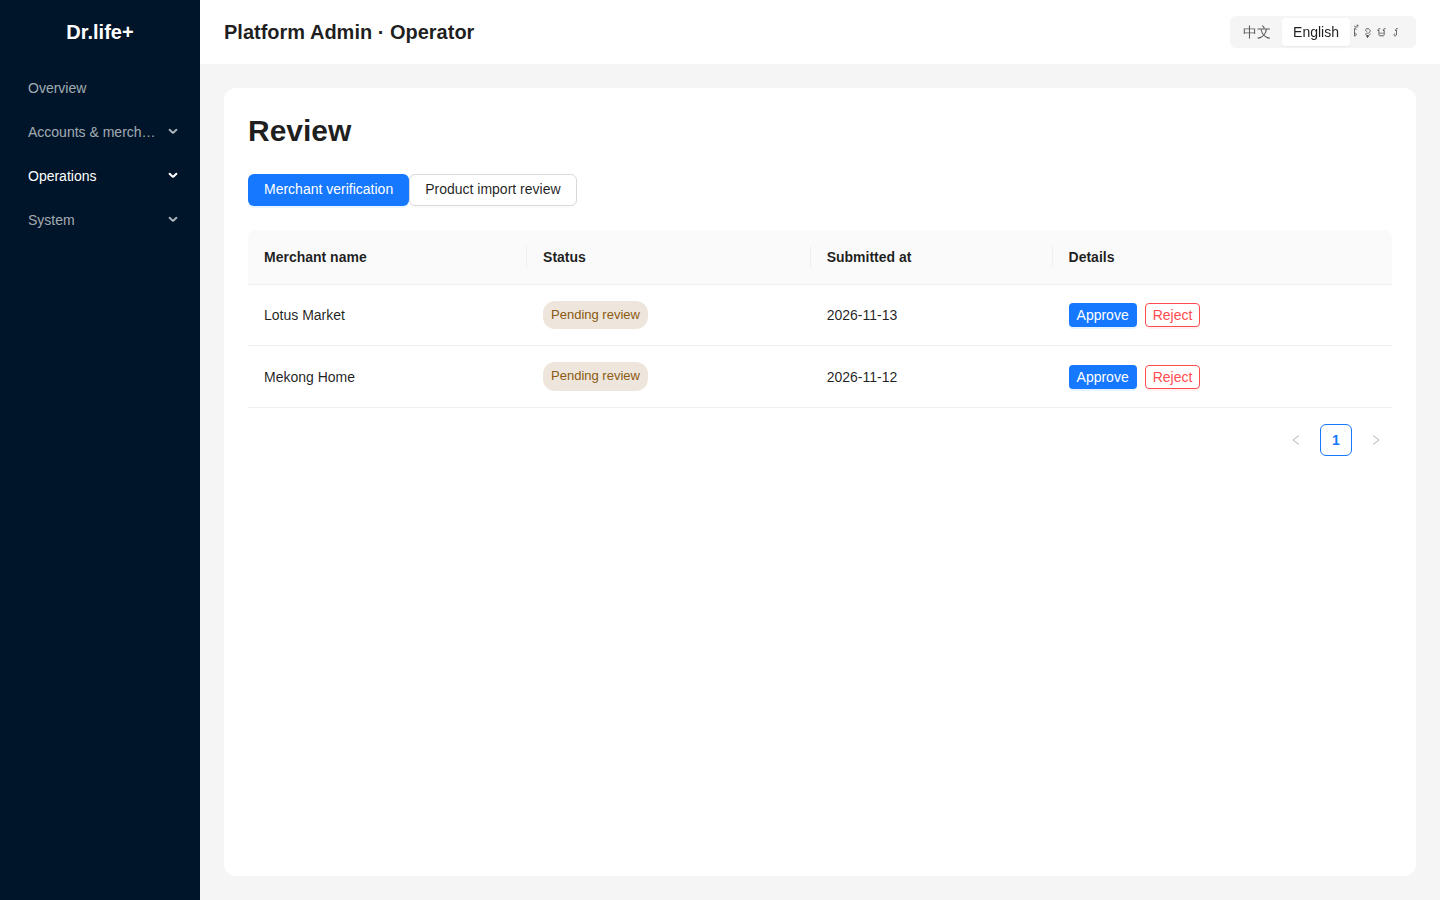 Dr.life+
Platform Admin · Operator
中文 English ខ្មែរ
Overview
Accounts & merch...
Operations
System
Review
Merchant verification Product import review
Merchant name Status Submitted at Details
Lotus Market Pending review 2026-11-13 Approve Reject
Mekong Home Pending review 2026-11-12 Approve Reject
1